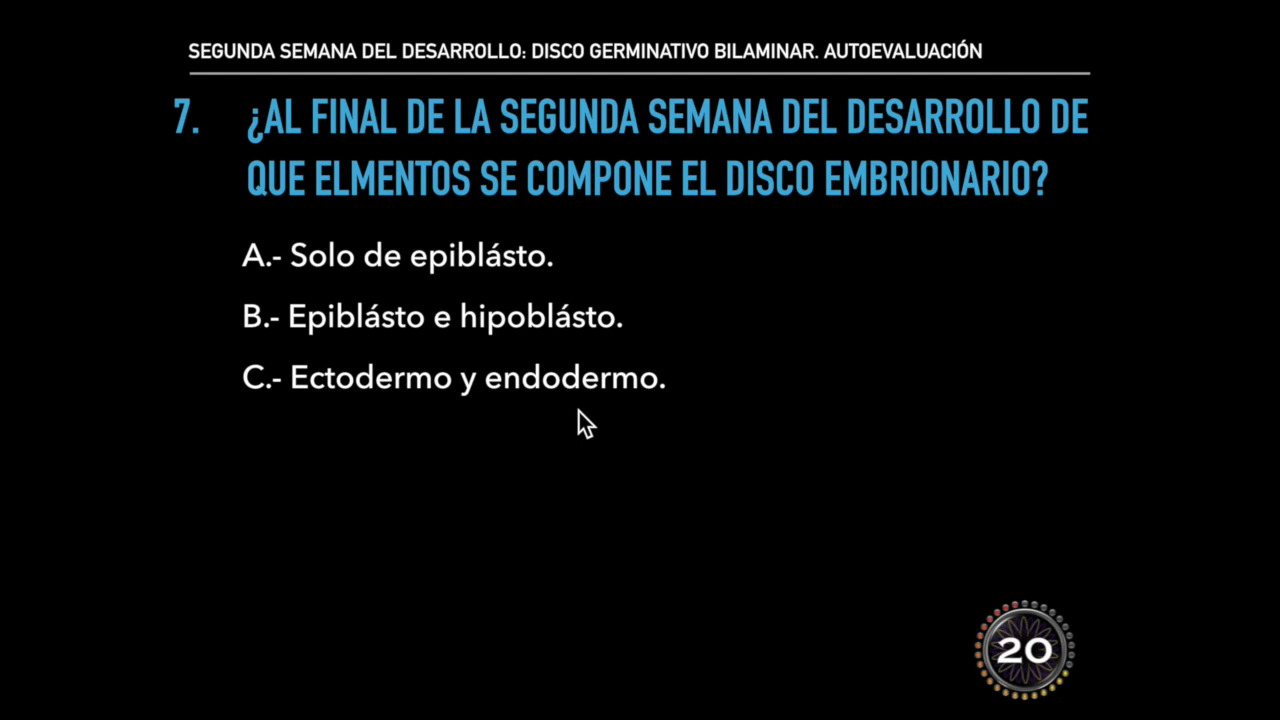 SEGUNDA SEMANA DEL DESARROLLO: DISCO GERMINATIVO BILAMINAR. AUTOEVALUACIÓN
7. ¿AL FINAL DE LA SEGUNDA SEMANA DEL DESARROLLO DE
QUE ELMENTOS SE COMPONE EL DISCO EMBRIONARIO?
A.- Solo de epiblásto.
B.- Epiblásto e hipoblásto.
C.- Ectodermo y endodermo.
20